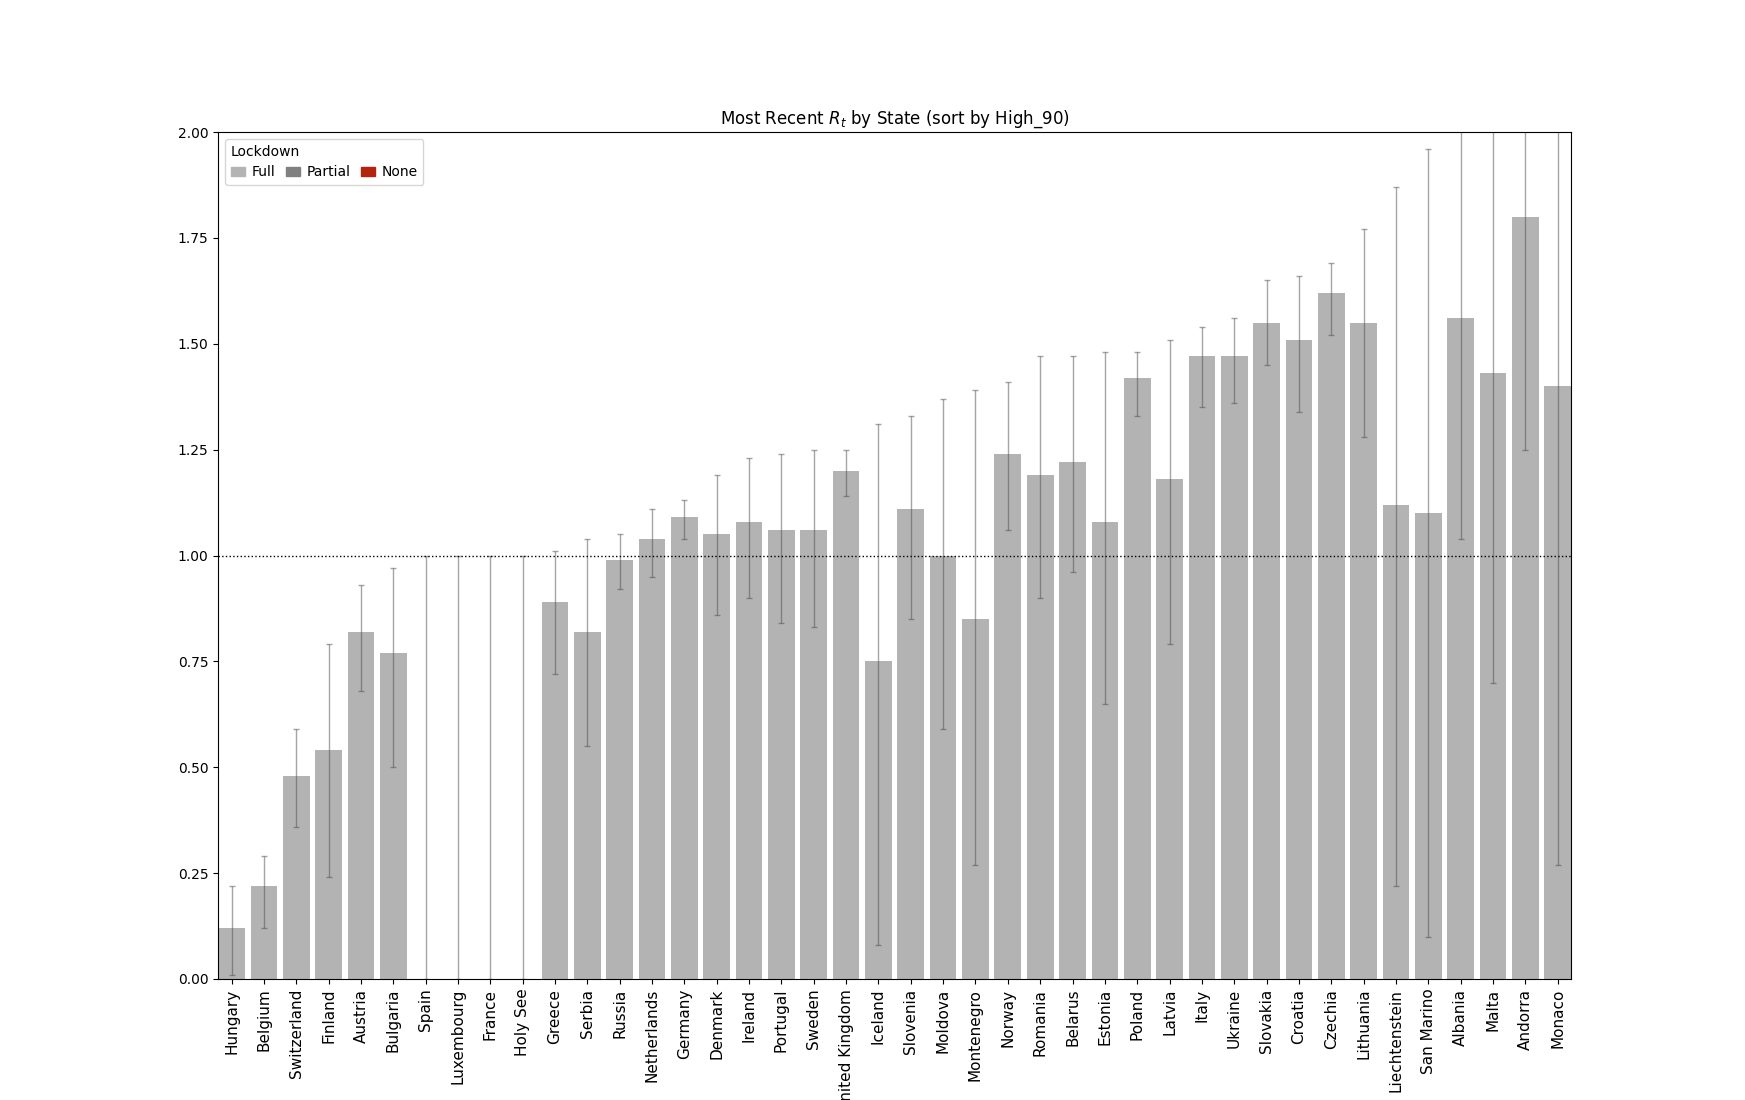 Most Recent R_t by State (sort by High_90)
Lockdown
Full Partial None
2.00
1.75
1.50
1.25
1.00
0.75
0.50
0.25
0.00
Hungary
Belgium
Switzerland
Finland
Austria
Bulgaria
Spain
Luxembourg
France
Holy See
Greece
Serbia
Russia
Netherlands
Germany
Denmark
Ireland
Portugal
Sweden
nited Kingdom
Iceland
Slovenia
Moldova
Montenegro
Norway
Romania
Belarus
Estonia
Poland
Latvia
Italy
Ukraine
Slovakia
Croatia
Czechia
Lithuania
Liechtenstein
San Marino
Albania
Malta
Andorra
Monaco